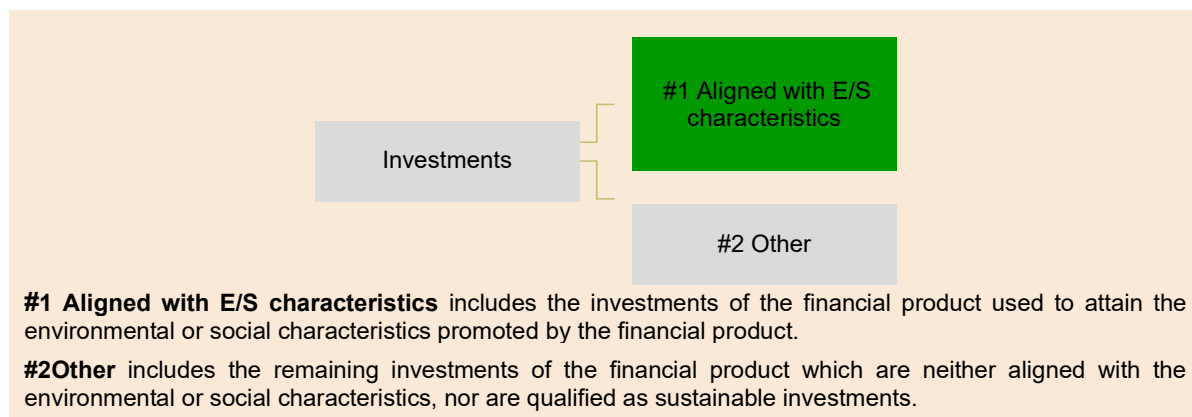 #1 Aligned with E/S
characteristics
Investments
#2 Other
#1 Aligned with E/S characteristics includes the investments of the financial product used to attain the
environmental or social characteristics promoted by the financial product.
#2Other includes the remaining investments of the financial product which are neither aligned with the
environmental or social characteristics, nor are qualified as sustainable investments.